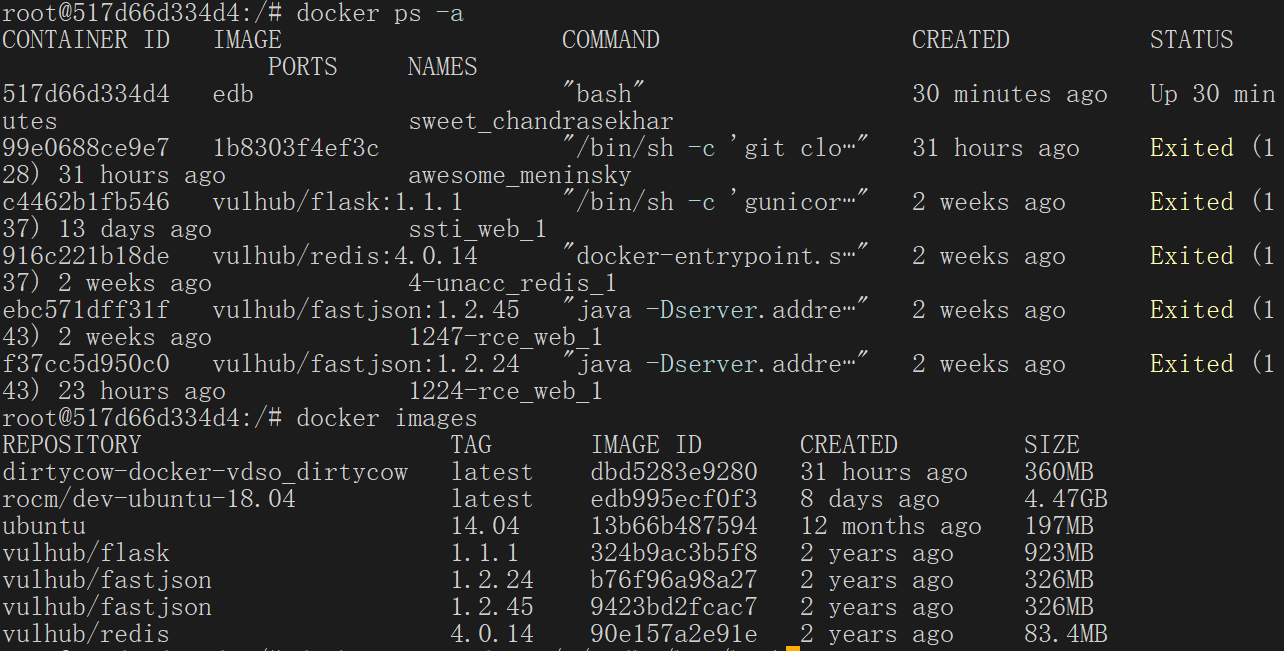 root@517d66d334d4:/# docker ps -a
CONTAINER ID   IMAGE                    COMMAND                  CREATED          STATUS
PORTS     NAMES
517d66d334d4   edb                      "bash"                   30 minutes ago   Up 30 min
utes                         sweet_chandrasekhar
99e0688ce9e7   1b8303f4ef3c             "/bin/sh -c 'git clo…"   31 hours ago     Exited (1
28) 31 hours ago             awesome_meninsky
c4462b1fb546   vulhub/flask:1.1.1       "/bin/sh -c 'gunicor…"   2 weeks ago      Exited (1
37) 13 days ago              ssti_web_1
916c221b18de   vulhub/redis:4.0.14      "docker-entrypoint.s…"   2 weeks ago      Exited (1
37) 2 weeks ago              4-unacc_redis_1
ebc571dff31f   vulhub/fastjson:1.2.45   "java -Dserver.addre…"   2 weeks ago      Exited (1
43) 2 weeks ago              1247-rce_web_1
f37cc5d950c0   vulhub/fastjson:1.2.24   "java -Dserver.addre…"   2 weeks ago      Exited (1
43) 23 hours ago             1224-rce_web_1
root@517d66d334d4:/# docker images
REPOSITORY                      TAG       IMAGE ID       CREATED         SIZE
dirtycow-docker-vdso_dirtycow   latest    dbd5283e9280   31 hours ago    360MB
rocm/dev-ubuntu-18.04           latest    edb995ecf0f3   8 days ago      4.47GB
ubuntu                          14.04     13b66b487594   12 months ago   197MB
vulhub/flask                    1.1.1     324b9ac3b5f8   2 years ago     923MB
vulhub/fastjson                 1.2.24    b76f96a98a27   2 years ago     326MB
vulhub/fastjson                 1.2.45    9423bd2fcac7   2 years ago     326MB
vulhub/redis                    4.0.14    90e157a2e91e   2 years ago     83.4MB